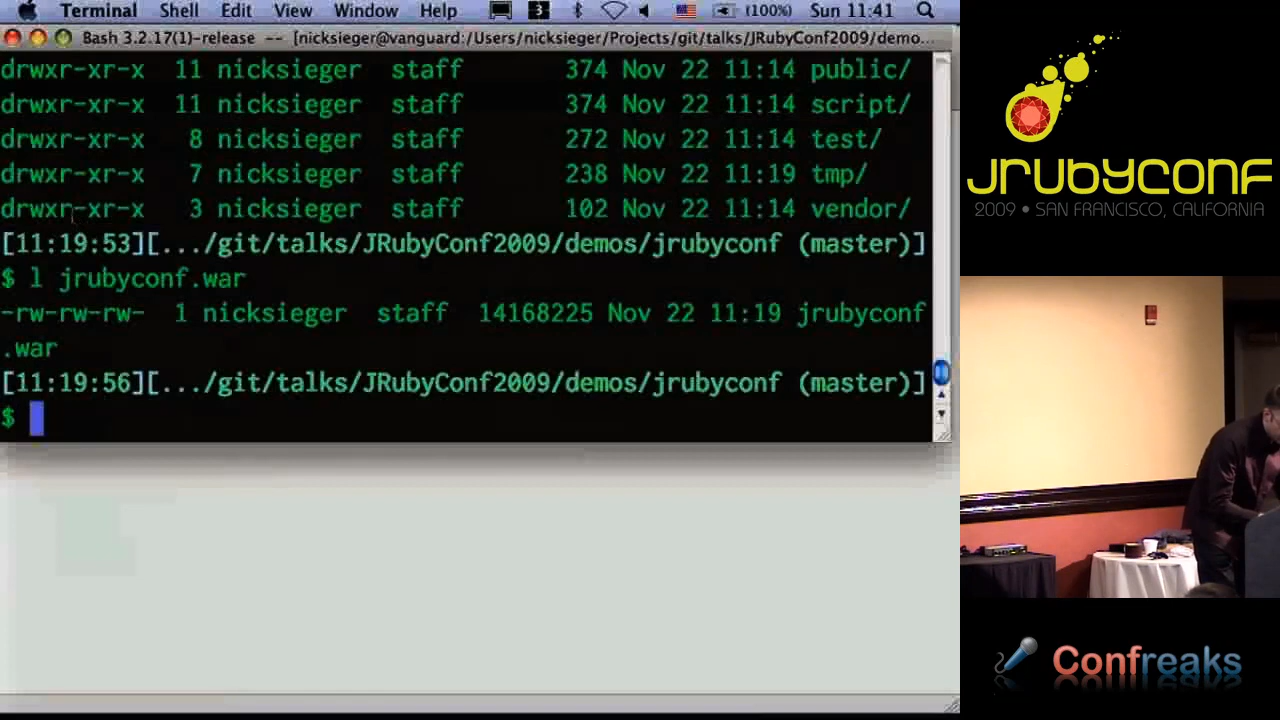 Terminal Shell Edit View Window Help 3 (100%) Sun 11:41
Bash 3.2.17(1)-release -- [nicksieger@vanguard:/Users/nicksieger/Projects/git/talks/JRubyConf2009/demo...
drwxr-xr-x 11 nicksieger staff 374 Nov 22 11:14 public/
drwxr-xr-x 11 nicksieger staff 374 Nov 22 11:14 script/
drwxr-xr-x 8 nicksieger staff 272 Nov 22 11:14 test/
drwxr-xr-x 7 nicksieger staff 238 Nov 22 11:19 tmp/
drwxr-xr-x 3 nicksieger staff 102 Nov 22 11:14 vendor/
[11:19:53][.../git/talks/JRubyConf2009/demos/jrubyconf (master)]
$ l jrubyconf.war
-rw-rw-rw- 1 nicksieger staff 14168225 Nov 22 11:19 jrubyconf
.war
[11:19:56][.../git/talks/JRubyConf2009/demos/jrubyconf (master)]
$
JRUBYCONF
2009 • SAN FRANCISCO, CALIFORNIA
Confreaks